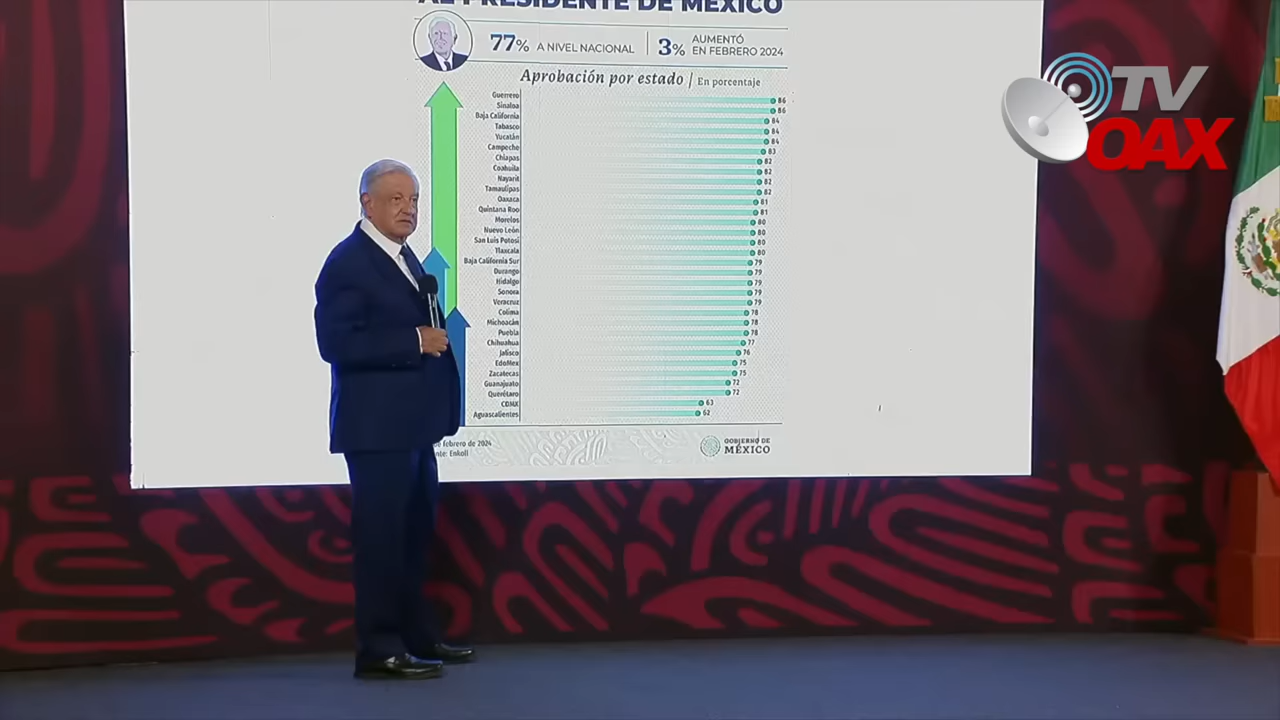 AL PRESIDENTE DE MÉXICO
77% A NIVEL NACIONAL
3% AUMENTÓ
EN FEBRERO 2024
Aprobación por estado / En porcentaje
Guerrero 86
Sinaloa 86
Baja California 84
Tabasco 84
Yucatán 84
Campeche 83
Chiapas 82
Coahuila 82
Nayarit 82
Tamaulipas 82
Oaxaca 81
Quintana Roo 81
Morelos 80
Nuevo León 80
San Luis Potosí 80
Tlaxcala 80
Baja California Sur 79
Durango 79
Hidalgo 79
Sonora 79
Veracruz 79
Colima 78
Michoacán 78
Puebla 78
Chihuahua 77
Jalisco 76
EdoMex 75
Zacatecas 75
Guanajuato 72
Querétaro 72
CDMX 63
Aguascalientes 62
febrero de 2024
Enkoll
GOBIERNO DE
MÉXICO
TV
OAX